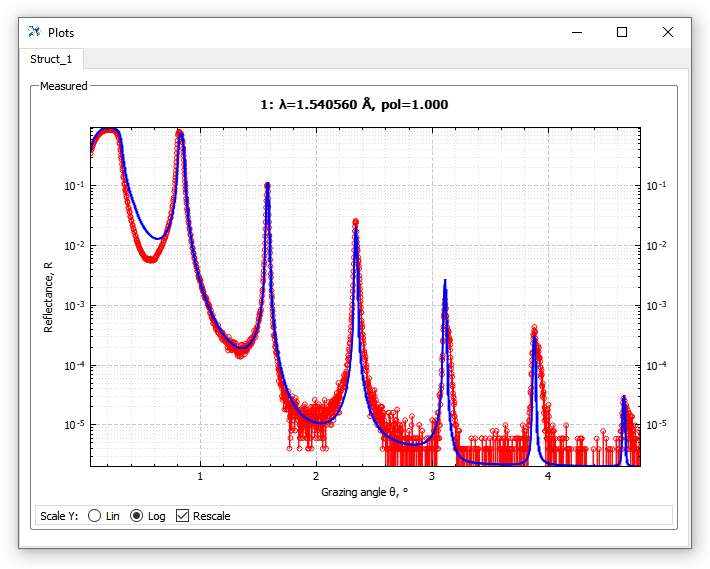 Plots
Struct_1
Measured
1: λ=1.540560 Å, pol=1.000
10⁻¹ 10⁻¹
10⁻² 10⁻²
10⁻³ 10⁻³
10⁻⁴ 10⁻⁴
10⁻⁵ 10⁻⁵
Reflectance, R
1 2 3 4
Grazing angle θ, °
Scale Y: Lin Log Rescale